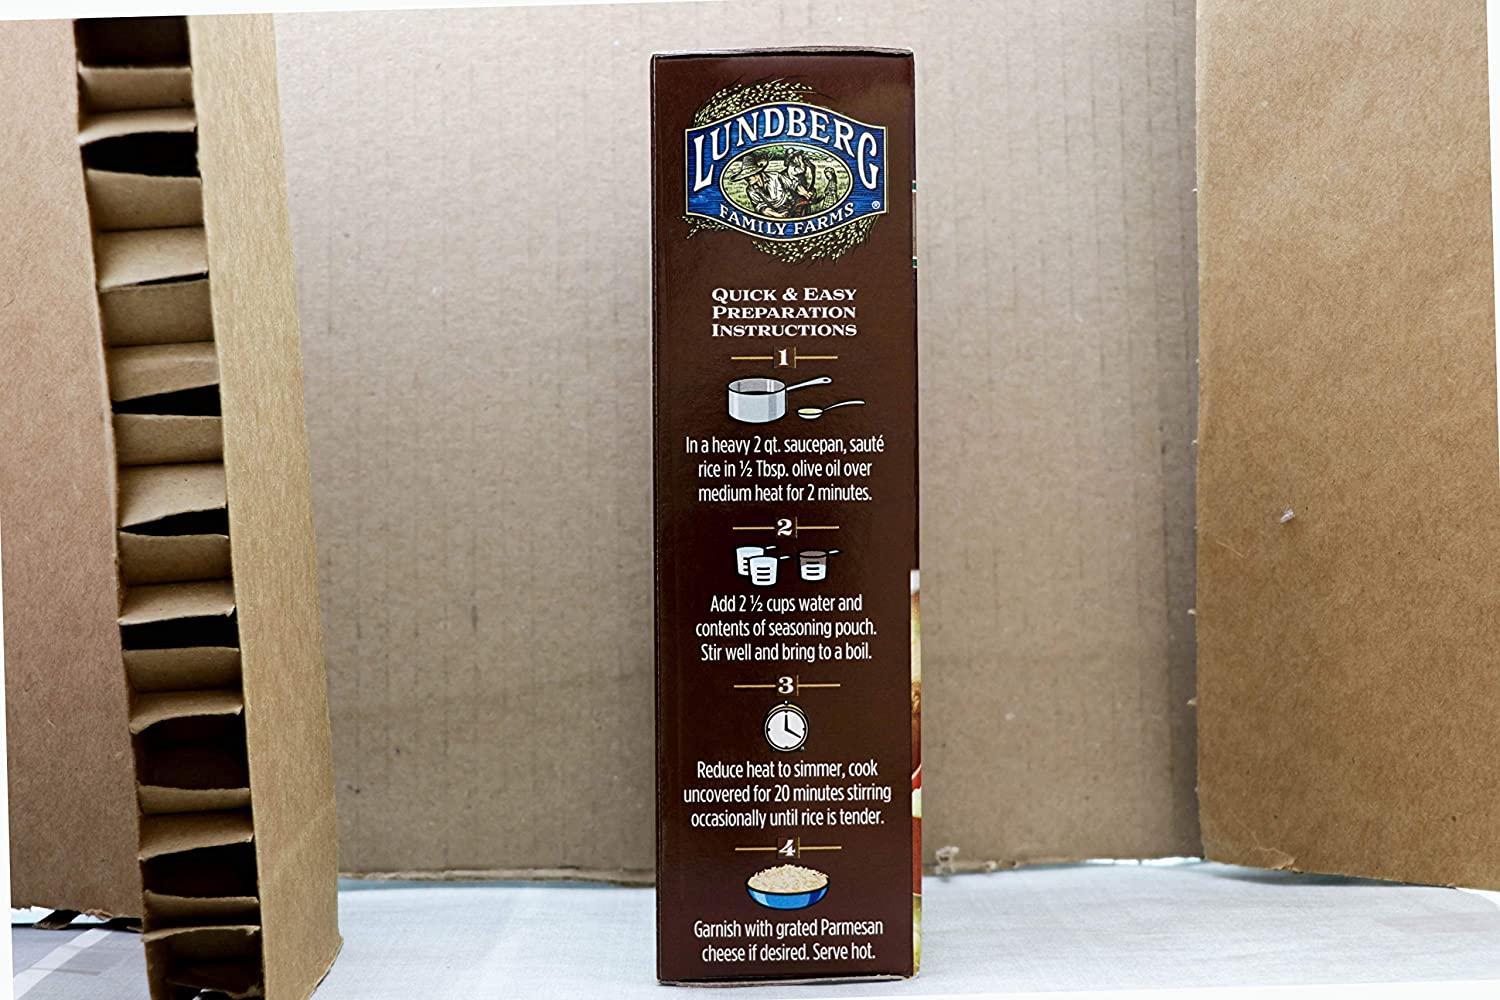 LUNDBERG
FAMILY FARMS ®
QUICK & EASY
PREPARATION
INSTRUCTIONS
1
In a heavy 2 qt. saucepan, sauté
rice in ½ Tbsp. olive oil over
medium heat for 2 minutes.
2
Add 2 ½ cups water and
contents of seasoning pouch.
Stir well and bring to a boil.
3
Reduce heat to simmer, cook
uncovered for 20 minutes stirring
occasionally until rice is tender.
4
Garnish with grated Parmesan
cheese if desired. Serve hot.